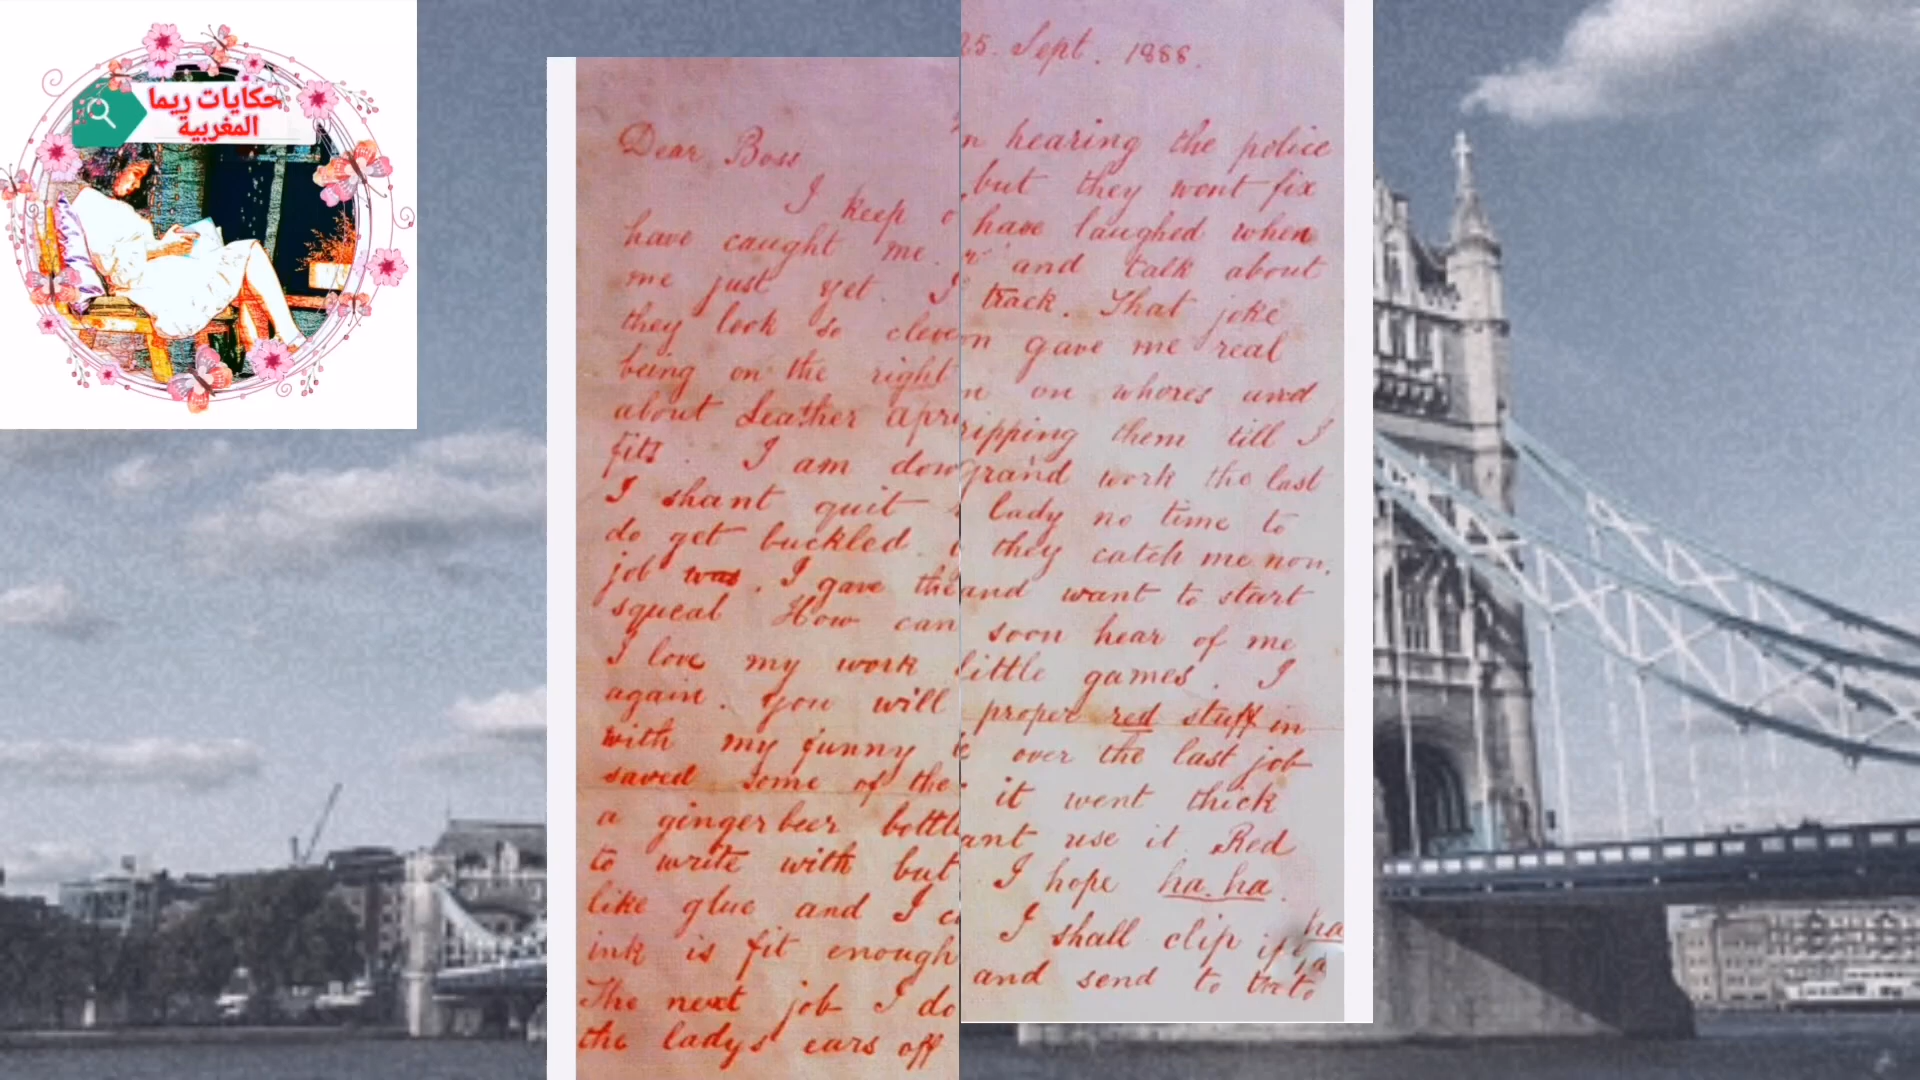 حكايات ريما
المغربية
Dear Boss
I keep o
have caught me.
me just yet. I
they look so cleve
being on the right
about Leather Apr
fits. I am dow
I shant quit
do get buckled.
job was. I gave the
squeal How can
I love my work
again. you will
with my funny
saved some of the
a ginger beer bottl
to write with but
like glue and I c
ink is fit enough
The next job I do
the ladys ears off
25. Sept. 1888.
n hearing the police
but they wont fix
have laughed when
and talk about
track. That joke
on gave me real
n on whores and
ripping them till I
grand work the last
lady no time to
they catch me now.
and want to start
soon hear of me
little games. I
proper red stuff in
over the last job
it went thick
ant use it. Red
I hope ha. ha.
I shall clip
ha
and send to the